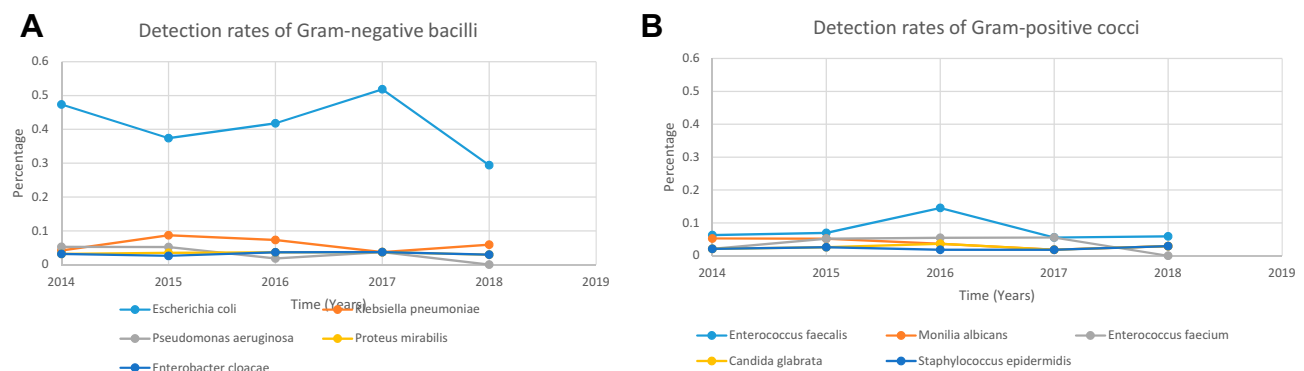 A
Detection rates of Gram-negative bacilli
0.6
0.5
0.4
0.3
0.2
0.1
0
Percentage
2014 2015 2016 2017 2018 2019
Time (Years)
Escherichia coli Klebsiella pneumoniae
Pseudomonas aeruginosa Proteus mirabilis
Enterobacter cloacae
B
Detection rates of Gram-positive cocci
0.6
0.5
0.4
0.3
0.2
0.1
0
Percentage
2014 2015 2016 2017 2018 2019
Time (Years)
Enterococcus faecalis Monilia albicans Enterococcus faecium
Candida glabrata Staphylococcus epidermidis